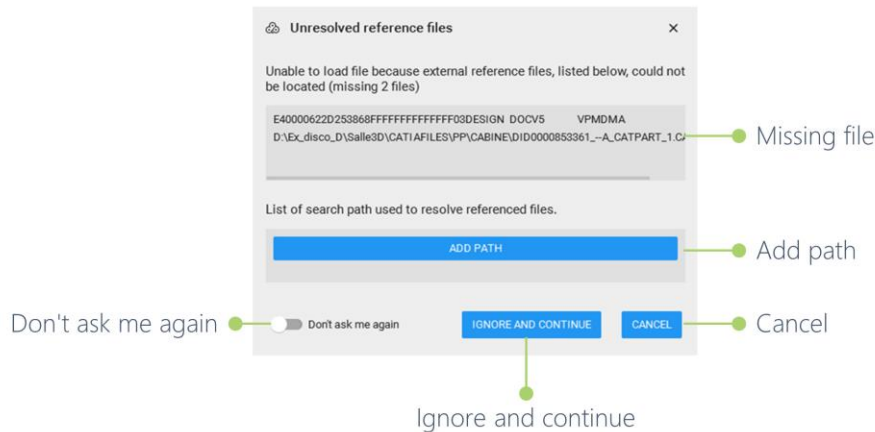 Unresolved reference files
Unable to load file because external reference files, listed below, could not
be located (missing 2 files)
E40000622D253868FFFFFFFFFFFFFF03DESIGN DOCV5 VPMDMA
D:\Ex_disco_D\Salle3D\CATIAFILES\PP\CABINE\DID0000853361_--A_CATPART_1.CA
Missing file
List of search path used to resolve referenced files.
ADD PATH
Add path
Don't ask me again
Don't ask me again
IGNORE AND CONTINUE
CANCEL
Cancel
Ignore and continue